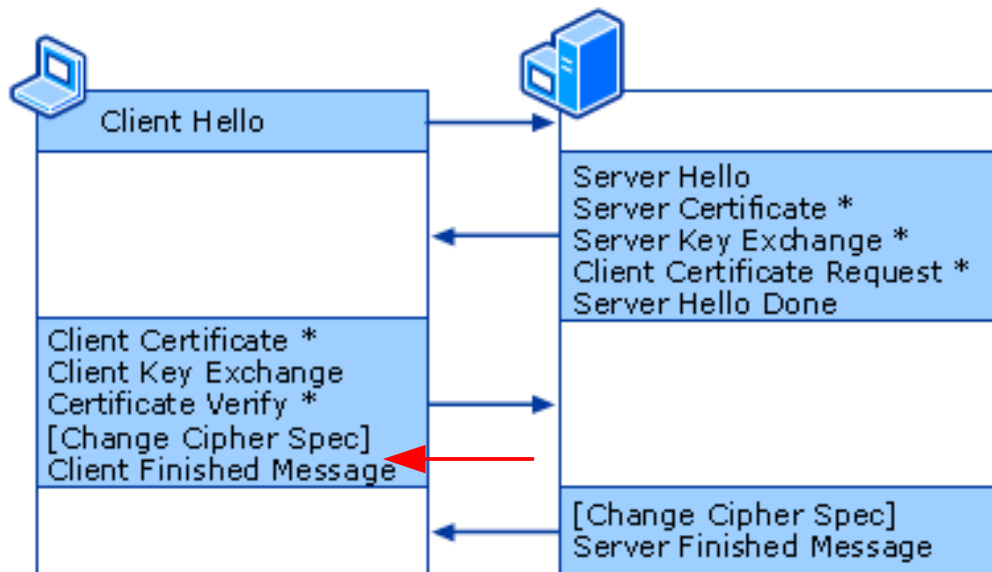 Client Hello
Server Hello
Server Certificate *
Server Key Exchange *
Client Certificate Request *
Server Hello Done
Client Certificate *
Client Key Exchange
Certificate Verify *
[Change Cipher Spec]
Client Finished Message
[Change Cipher Spec]
Server Finished Message